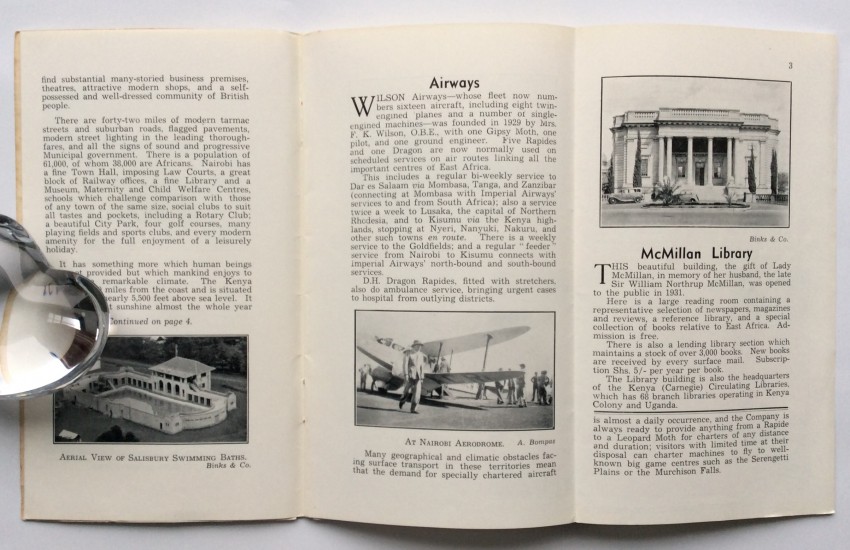 find substantial many-storied business premises,
theatres, attractive modern shops, and a self-
possessed and well-dressed community of British
people.
There are forty-two miles of modern tarmac
streets and suburban roads, flagged pavements,
modern street lighting in the leading thorough-
fares, and all the signs of sound and progressive
Municipal government. There is a population of
61,000, of whom 38,000 are Africans. Nairobi has
a fine Town Hall, imposing Law Courts, a great
block of Railway offices, a fine Library and a
Museum, Maternity and Child Welfare Centres,
schools which challenge comparison with those
of any town of the same size, social clubs to suit
all tastes and pockets, including a Rotary Club;
a beautiful City Park, four golf courses, many
playing fields and sports clubs, and every modern
amenity for the full enjoyment of a leisurely
holiday.
It has something more which human beings
provided but which mankind enjoys to
remarkable climate. The Kenya
miles from the coast and is situated
nearly 5,500 feet above sea level. It
sunshine almost the whole year
Continued on page 4.
AERIAL VIEW OF SALISBURY SWIMMING BATHS.
Binks & Co.
Airways
WILSON Airways—whose fleet now num-
bers sixteen aircraft, including eight twin-
engined planes and a number of single-
engined machines—was founded in 1929 by Mrs.
F. K. Wilson, O.B.E., with one Gipsy Moth, one
pilot, and one ground engineer. Five Rapides
and one Dragon are now normally used on
scheduled services on air routes linking all the
important centres of East Africa.
This includes a regular bi-weekly service to
Dar es Salaam via Mombasa, Tanga, and Zanzibar
(connecting at Mombasa with Imperial Airways'
services to and from South Africa); also a service
twice a week to Lusaka, the capital of Northern
Rhodesia, and to Kisumu via the Kenya high-
lands, stopping at Nyeri, Nanyuki, Nakuru, and
other such towns en route. There is a weekly
service to the Goldfields; and a regular "feeder"
service from Nairobi to Kisumu connects with
Imperial Airways' north-bound and south-bound
services.
D.H. Dragon Rapides, fitted with stretchers,
also do ambulance service, bringing urgent cases
to hospital from outlying districts.
AT NAIROBI AERODROME. A. Bompas
Many geographical and climatic obstacles fac-
ing surface transport in these territories mean
that the demand for specially chartered aircraft
3
Binks & Co.
McMillan Library
THIS beautiful building, the gift of Lady
McMillan, in memory of her husband, the late
Sir William Northrup McMillan, was opened
to the public in 1931.
Here is a large reading room containing a
representative selection of newspapers, magazines
and reviews, a reference library, and a special
collection of books relative to East Africa. Ad-
mission is free.
There is also a lending library section which
maintains a stock of over 3,000 books. New books
are received by every surface mail. Subscrip-
tion Shs. 5/- per year per book.
The Library building is also the headquarters
of the Kenya (Carnegie) Circulating Libraries,
which has 68 branch libraries operating in Kenya
Colony and Uganda.
is almost a daily occurrence, and the Company is
always ready to provide anything from a Rapide
to a Leopard Moth for charters of any distance
and duration; visitors with limited time at their
disposal can charter machines to fly to well-
known big game centres such as the Serengetti
Plains or the Murchison Falls.